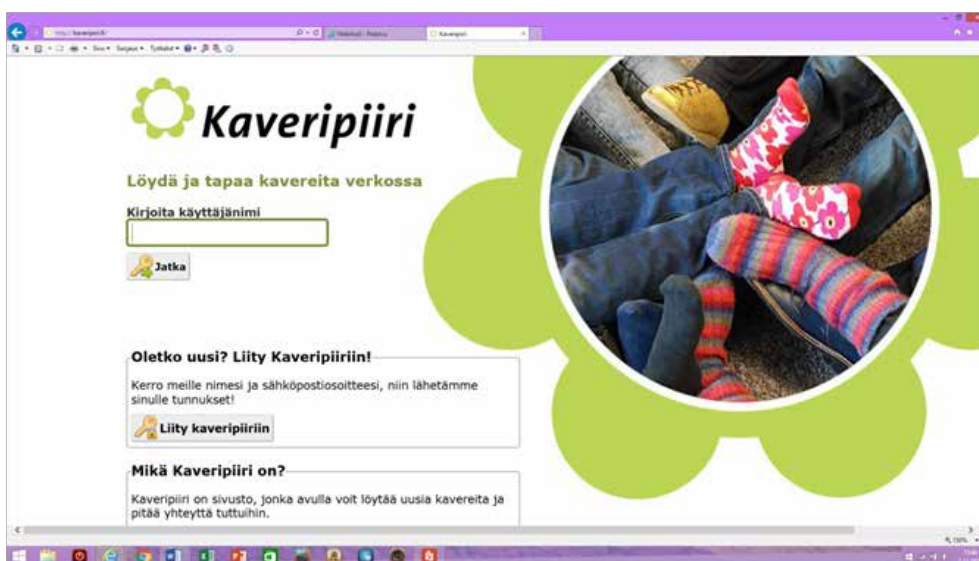 Kaveripiiri
Löydä ja tapaa kavereita verkossa
Kirjoita käyttäjänimi
Jatka
Oletko uusi? Liity Kaveripiiriin!
Kerro meille nimesi ja sähköpostiosoitteesi, niin lähetämme
sinulle tunnukset!
Liity kaveripiiriin
Mikä Kaveripiiri on?
Kaveripiiri on sivusto, jonka avulla voit löytää uusia kavereita ja
pitää yhteyttä tuttuihin.